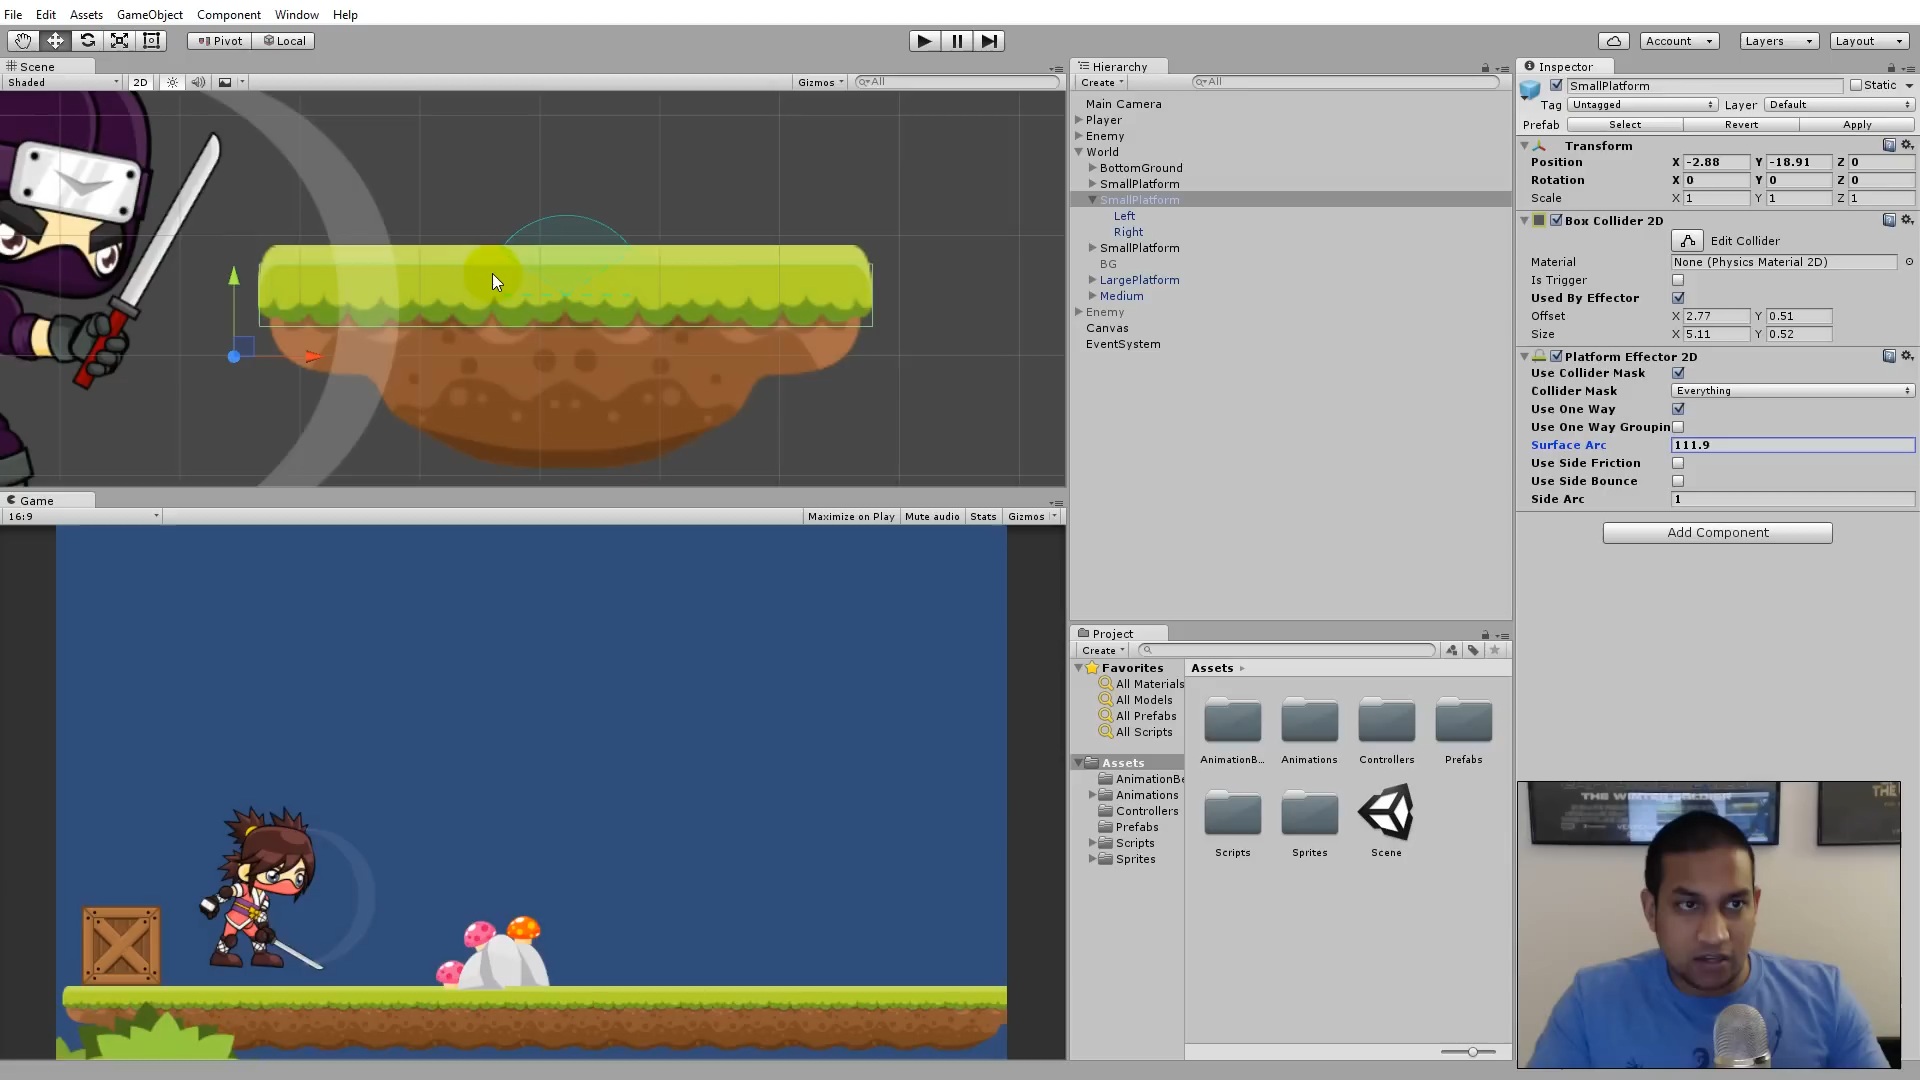 File Edit Assets GameObject Component Window Help
Pivot Local Account Layers Layout
Scene
Shaded 2D Gizmos All
Game
16:9 Maximize on Play Mute audio Stats Gizmos
Hierarchy
Create All
Main Camera
Player
Enemy
World
BottomGround
SmallPlatform
SmallPlatform
Left
Right
SmallPlatform
BG
LargePlatform
Medium
Enemy
Canvas
EventSystem
Project
Create
Favorites
All Materials
All Models
All Prefabs
All Scripts
Assets
AnimationBe
Animations
Controllers
Prefabs
Scripts
Sprites
Assets
AnimationB... Animations Controllers Prefabs
Scripts Sprites Scene
Inspector
SmallPlatform Static
Tag Untagged Layer Default
Prefab Select Revert Apply
Transform
Position X -2.88 Y -18.91 Z 0
Rotation X 0 Y 0 Z 0
Scale X 1 Y 1 Z 1
Box Collider 2D
Edit Collider
Material None (Physics Material 2D)
Is Trigger
Used By Effector
Offset X 2.77 Y 0.51
Size X 5.11 Y 0.52
Platform Effector 2D
Use Collider Mask
Collider Mask Everything
Use One Way
Use One Way Groupin
Surface Arc 111.9
Use Side Friction
Use Side Bounce
Side Arc 1
Add Component
THE WINTER SOLDIER
THE